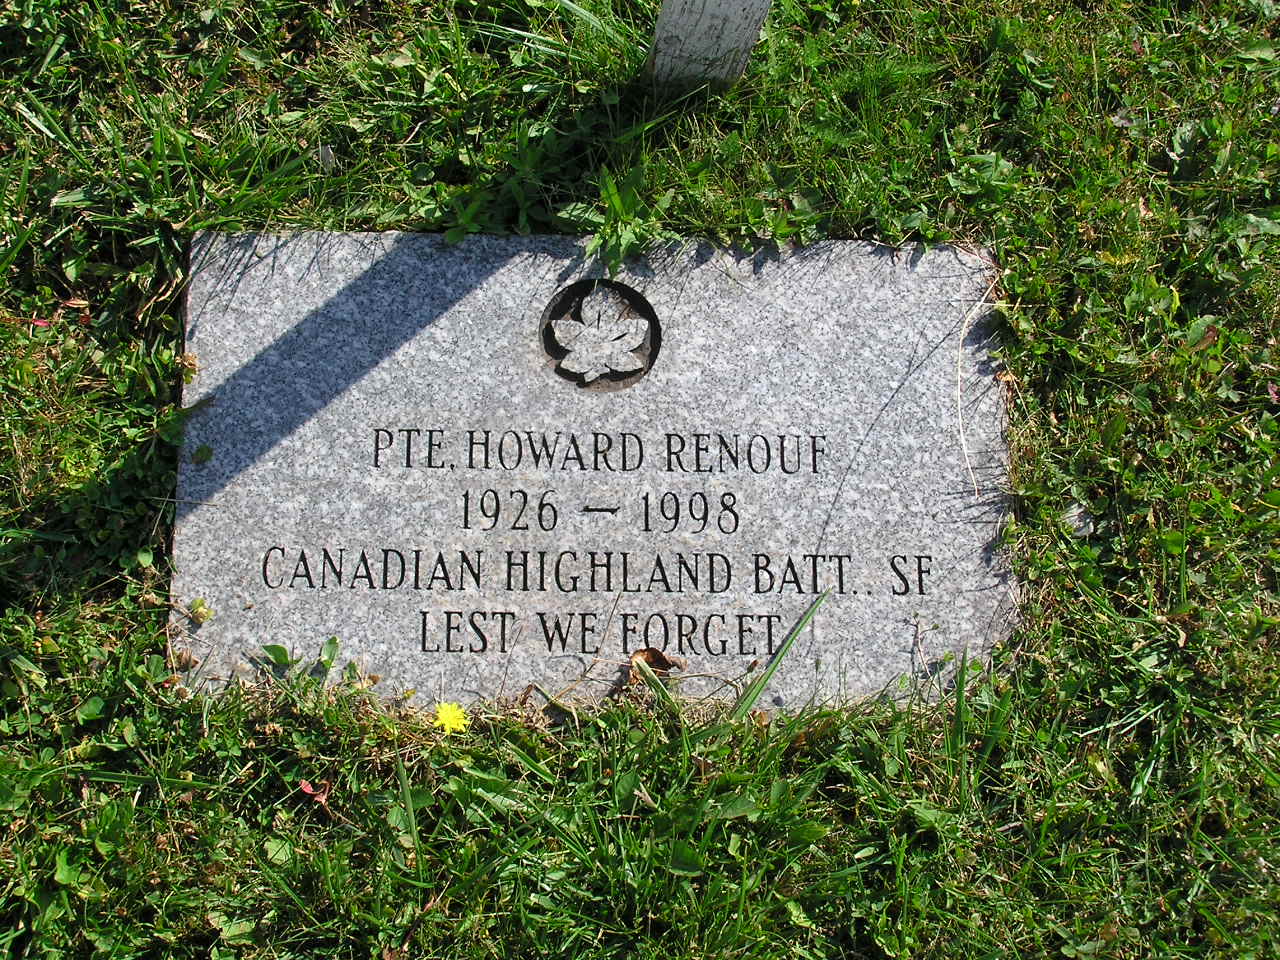 PTE. HOWARD RENOUF
1926 – 1998
CANADIAN HIGHLAND BATT.. SF
LEST WE FORGET